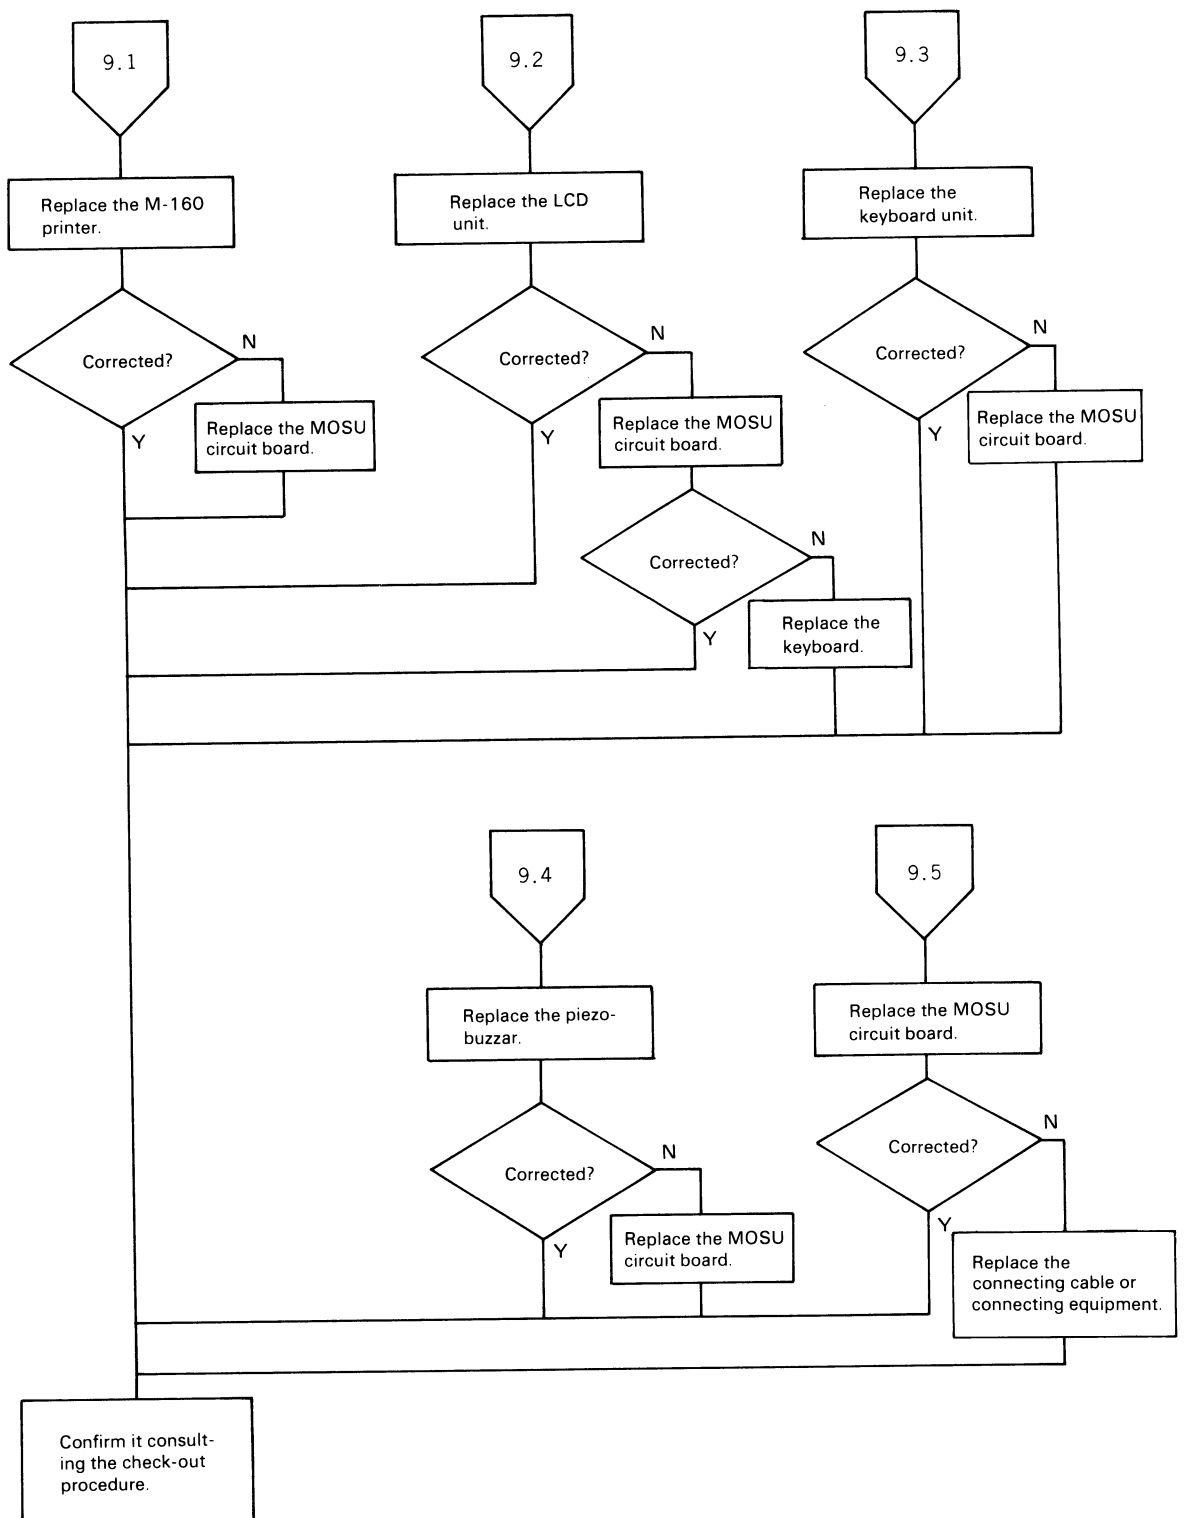 9.1
Replace the M-160
printer.
Corrected?
N
Y
Replace the MOSU
circuit board.
9.2
Replace the LCD
unit.
Corrected?
N
Y
Replace the MOSU
circuit board.
Corrected?
N
Y
Replace the
keyboard.
9.3
Replace the
keyboard unit.
Corrected?
N
Y
Replace the MOSU
circuit board.
9.4
Replace the piezo-
buzzar.
Corrected?
N
Y
Replace the MOSU
circuit board.
9.5
Replace the MOSU
circuit board.
Corrected?
N
Y
Replace the
connecting cable or
connecting equipment.
Confirm it consult-
ing the check-out
procedure.